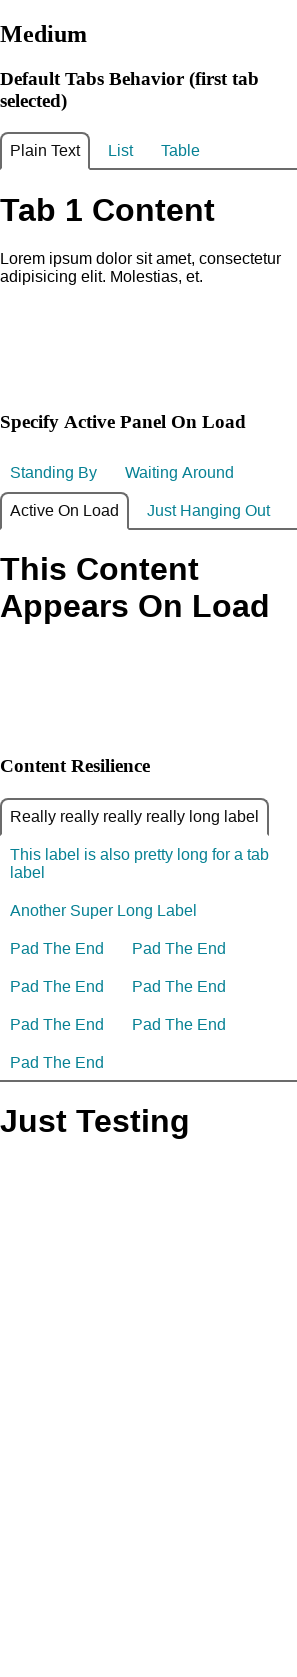 Medium
Default Tabs Behavior (first tab
selected)
Plain Text List Table
Tab 1 Content
Lorem ipsum dolor sit amet, consectetur
adipisicing elit. Molestias, et.
Specify Active Panel On Load
Standing By Waiting Around
Active On Load Just Hanging Out
This Content
Appears On Load
Content Resilience
Really really really really long label
This label is also pretty long for a tab
label
Another Super Long Label
Pad The End Pad The End
Pad The End Pad The End
Pad The End Pad The End
Pad The End
Just Testing